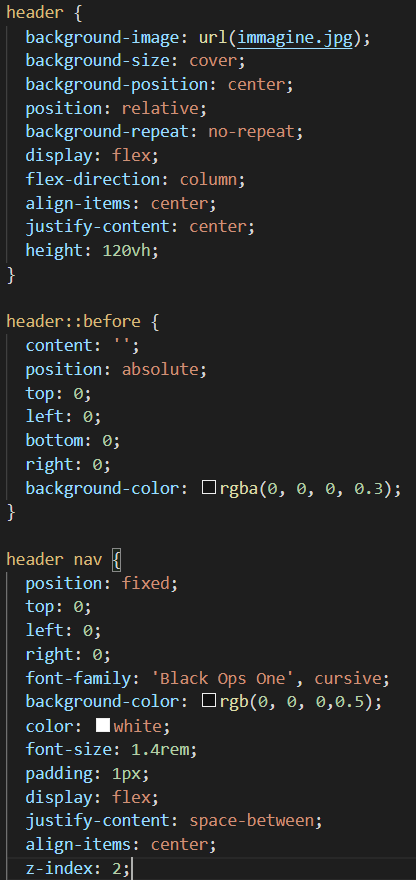 header {
background-image: url(immagine.jpg);
background-size: cover;
background-position: center;
position: relative;
background-repeat: no-repeat;
display: flex;
flex-direction: column;
align-items: center;
justify-content: center;
height: 120vh;
}
header::before {
content: '';
position: absolute;
top: 0;
left: 0;
bottom: 0;
right: 0;
background-color: rgba(0, 0, 0, 0.3);
}
header nav {
position: fixed;
top: 0;
left: 0;
right: 0;
font-family: 'Black Ops One', cursive;
background-color: rgb(0, 0, 0,0.5);
color: white;
font-size: 1.4rem;
padding: 1px;
display: flex;
justify-content: space-between;
align-items: center;
z-index: 2;